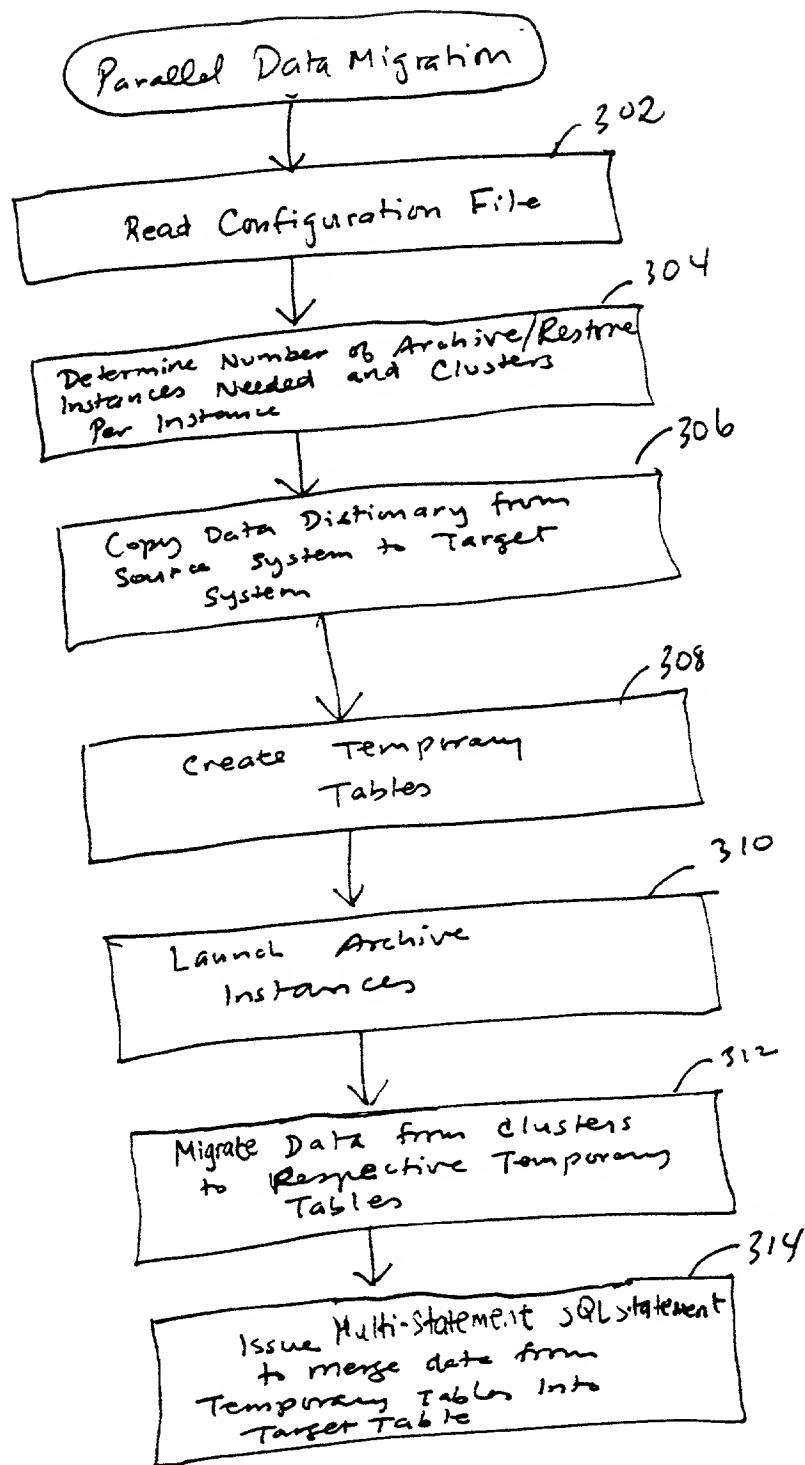 Parallel Data Migration
302
Read Configuration File
304
Determine Number of Archive/Restore
Instances Needed and Clusters
Per Instance
306
Copy Data Distimary from
Source System to Target
System
308
Create Temporary
Tables
310
Launch Archive
Instances
312
Migrate Data from Clusters
to Respective Temporary
Tables
314
Issue Multi-Statement SQL statement
to merge data from
Temporary Tables Into
Target Table